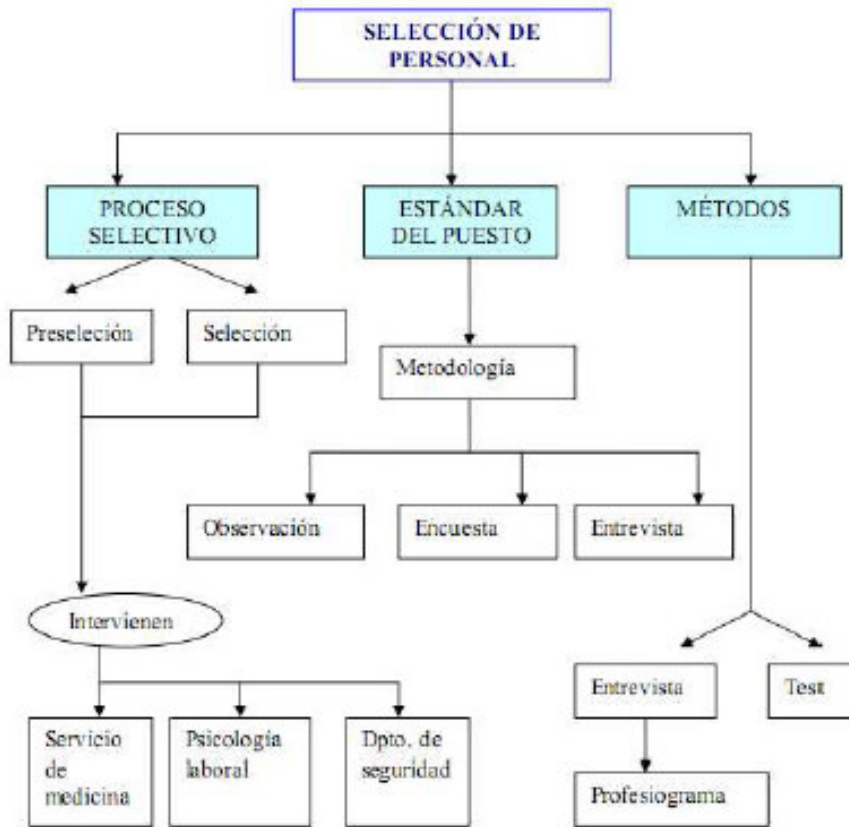 SELECCIÓN DE
PERSONAL
PROCESO
SELECTIVO
ESTÁNDAR
DEL PUESTO
MÉTODOS
Preseleción
Selección
Metodología
Observación
Encuesta
Entrevista
Intervienen
Entrevista
Test
Servicio
de
medicina
Psicología
laboral
Dpto. de
seguridad
Profesiograma